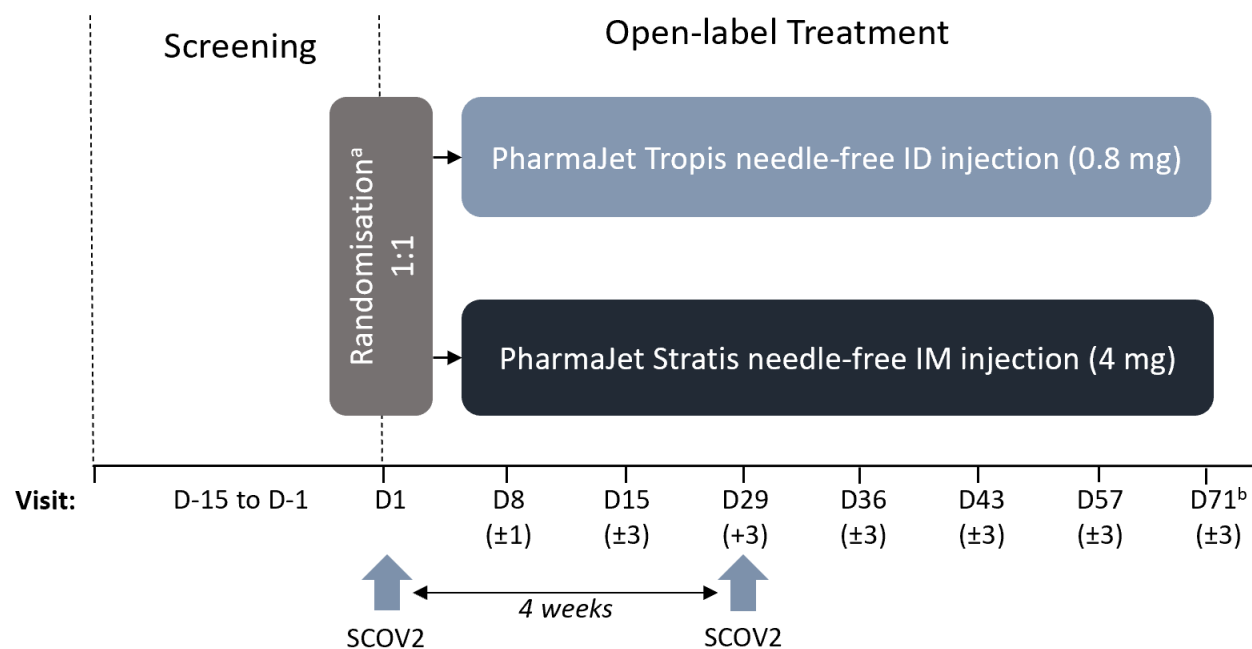 Screening
Open-label Treatment
Randomisationᵃ
1:1
PharmaJet Tropis needle-free ID injection (0.8 mg)
PharmaJet Stratis needle-free IM injection (4 mg)
Visit: D-15 to D-1 D1 D8 D15 D29 D36 D43 D57 D71ᵇ
(±1) (±3) (+3) (±3) (±3) (±3) (±3)
4 weeks
SCOV2 SCOV2